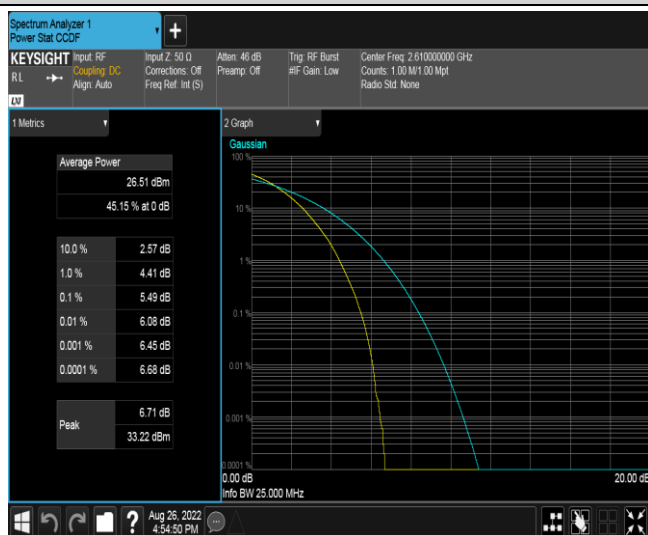 Spectrum Analyzer 1
Power Stat CCDF
+
KEYSIGHT
R L
LXI
Input: RF
Coupling: DC
Align: Auto
Input Z: 50 Ω
Corrections: Off
Freq Ref: Int (S)
Atten: 46 dB
Preamp: Off
Trig: RF Burst
#IF Gain: Low
Center Freq: 2.610000000 GHz
Counts: 1.00 M/1.00 Mpt
Radio Std: None
1 Metrics
Average Power
26.51 dBm
45.15 % at 0 dB
10.0 % 2.57 dB
1.0 % 4.41 dB
0.1 % 5.49 dB
0.01 % 6.08 dB
0.001 % 6.45 dB
0.0001 % 6.68 dB
Peak
6.71 dB
33.22 dBm
2 Graph
Gaussian
100 %
10 %
1 %
0.1 %
0.01 %
0.001 %
0.0001 %
0.00 dB 20.00 dB
Info BW 25.000 MHz
?
Aug 26, 2022
4:54:50 PM